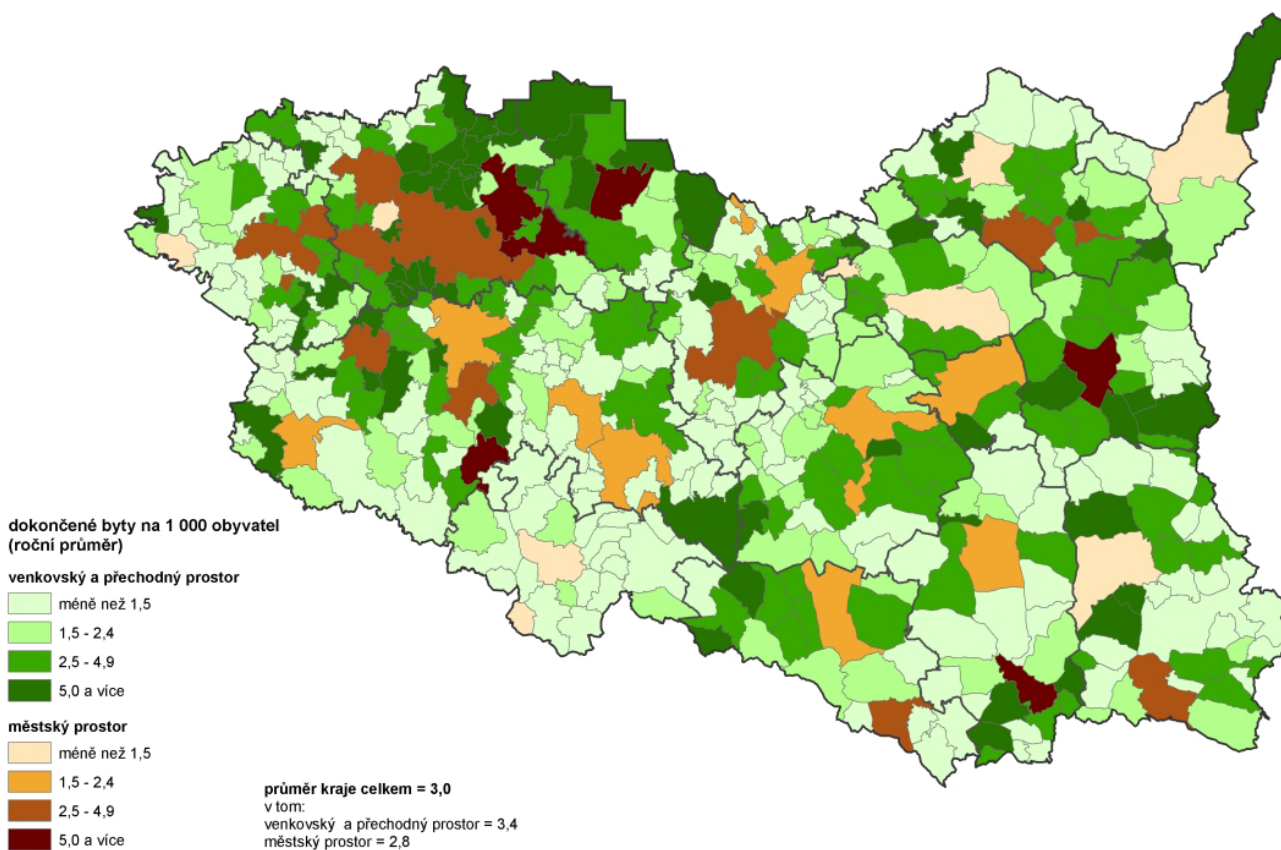 dokončené byty na 1 000 obyvatel
(roční průměr)
venkovský a přechodný prostor
méně než 1,5
1,5 - 2,4
2,5 - 4,9
5,0 a více
městský prostor
méně než 1,5
1,5 - 2,4
2,5 - 4,9
5,0 a více
průměr kraje celkem = 3,0
v tom:
venkovský a přechodný prostor = 3,4
městský prostor = 2,8